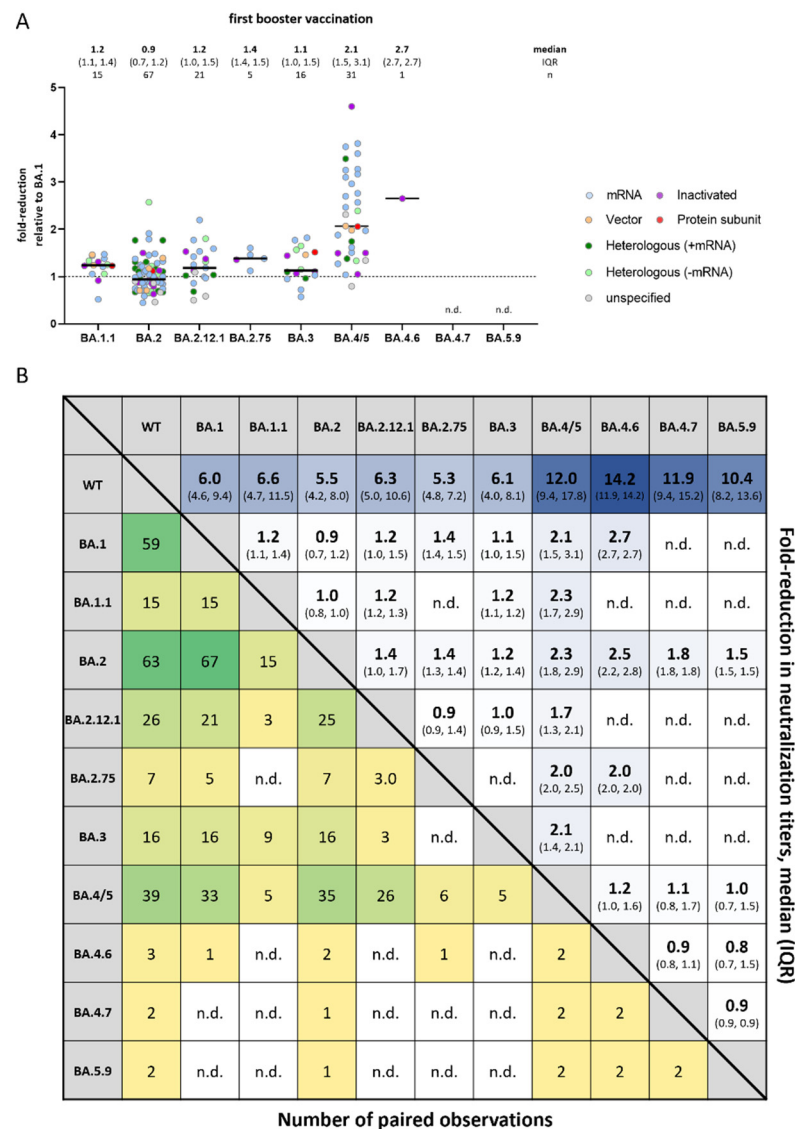 A
first booster vaccination
1.2 0.9 1.2 1.4 1.1 2.1 2.7 median
(1.1, 1.4) (0.7, 1.2) (1.0, 1.5) (1.4, 1.5) (1.0, 1.5) (1.5, 3.1) (2.7, 2.7) IQR
15 67 21 5 16 31 1 n
fold-reduction
relative to BA.1
5
4
3
2
1
0
n.d. n.d.
BA.1.1 BA.2 BA.2.12.1 BA.2.75 BA.3 BA.4/5 BA.4.6 BA.4.7 BA.5.9
mRNA Inactivated
Vector Protein subunit
Heterologous (+mRNA)
Heterologous (-mRNA)
unspecified
B
WT BA.1 BA.1.1 BA.2 BA.2.12.1 BA.2.75 BA.3 BA.4/5 BA.4.6 BA.4.7 BA.5.9
WT 6.0 6.6 5.5 6.3 5.3 6.1 12.0 14.2 11.9 10.4
(4.6, 9.4) (4.7, 11.5) (4.2, 8.0) (5.0, 10.6) (4.8, 7.2) (4.0, 8.1) (9.4, 17.8) (11.9, 14.2) (9.4, 15.2) (8.2, 13.6)
BA.1 59 1.2 0.9 1.2 1.4 1.1 2.1 2.7 n.d. n.d.
(1.1, 1.4) (0.7, 1.2) (1.0, 1.5) (1.4, 1.5) (1.0, 1.5) (1.5, 3.1) (2.7, 2.7)
BA.1.1 15 15 1.0 1.2 n.d. 1.2 2.3 n.d. n.d. n.d.
(0.8, 1.0) (1.2, 1.3) (1.1, 1.2) (1.7, 2.9)
BA.2 63 67 15 1.4 1.4 1.2 2.3 2.5 1.8 1.5
(1.0, 1.7) (1.3, 1.4) (1.2, 1.4) (1.8, 2.9) (2.2, 2.8) (1.8, 1.8) (1.5, 1.5)
BA.2.12.1 26 21 3 25 0.9 1.0 1.7 n.d. n.d. n.d.
(0.9, 1.4) (0.9, 1.5) (1.3, 2.1)
BA.2.75 7 5 n.d. 7 3.0 n.d. 2.0 2.0 n.d. n.d.
(2.0, 2.5) (2.0, 2.0)
BA.3 16 16 9 16 3 n.d. 2.1 n.d. n.d. n.d.
(1.4, 2.1)
BA.4/5 39 33 5 35 26 6 5 1.2 1.1 1.0
(1.0, 1.6) (0.8, 1.7) (0.7, 1.5)
BA.4.6 3 1 n.d. 2 n.d. 1 n.d. 2 0.9 0.8
(0.8, 1.1) (0.7, 1.5)
BA.4.7 2 n.d. n.d. 1 n.d. n.d. n.d. 2 2 0.9
(0.9, 0.9)
BA.5.9 2 n.d. n.d. 1 n.d. n.d. n.d. 2 2 2
Fold-reduction in neutralization titers, median (IQR)
Number of paired observations